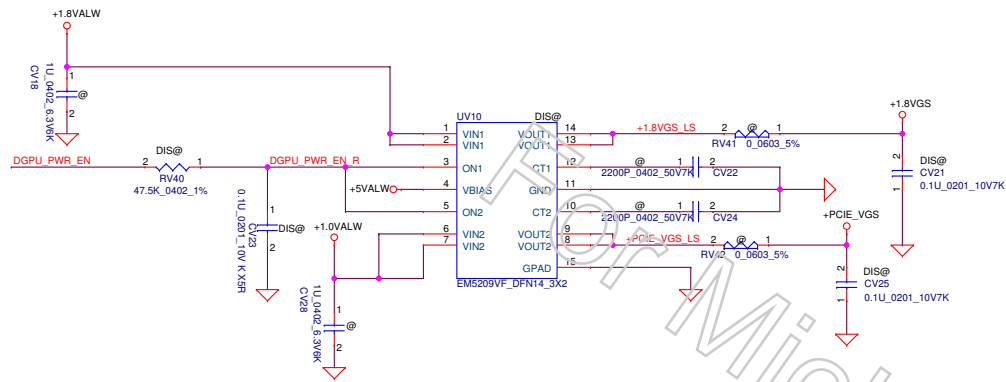 +1.8VALW
1
@
2
CV18
1U_0402_6.3V6K
DGPU_PWR_EN
2
DIS@
1
RV40
47.5K_0402_1%
DGPU_PWR_EN_R
1
DIS@
2
CV23
0.1U_0201_10V K X5R
+5VALW
+1.0VALW
1
@
2
CV28
1U_0402_6.3V6K
UV10
DIS@
1 VIN1 VOUT1 14
2 VIN1 VOUT1 13
3 ON1 CT1 12
4 VBIAS GND 11
5 ON2 CT2 10
6 VIN2 VOUT2 9
7 VIN2 VOUT2 8
GPAD 15
EM5209VF_DFN14_3X2
+1.8VGS_LS
2 @ 1
RV41 0_0603_5%
+1.8VGS
@ 1 2
2200P_0402_50V7K CV22
@ 1 2
2200P_0402_50V7K CV24
2
1
DIS@
CV21
0.1U_0201_10V7K
+PCIE_VGS_LS
2 @ 1
RV42 0_0603_5%
+PCIE_VGS
2
1
DIS@
CV25
0.1U_0201_10V7K
For